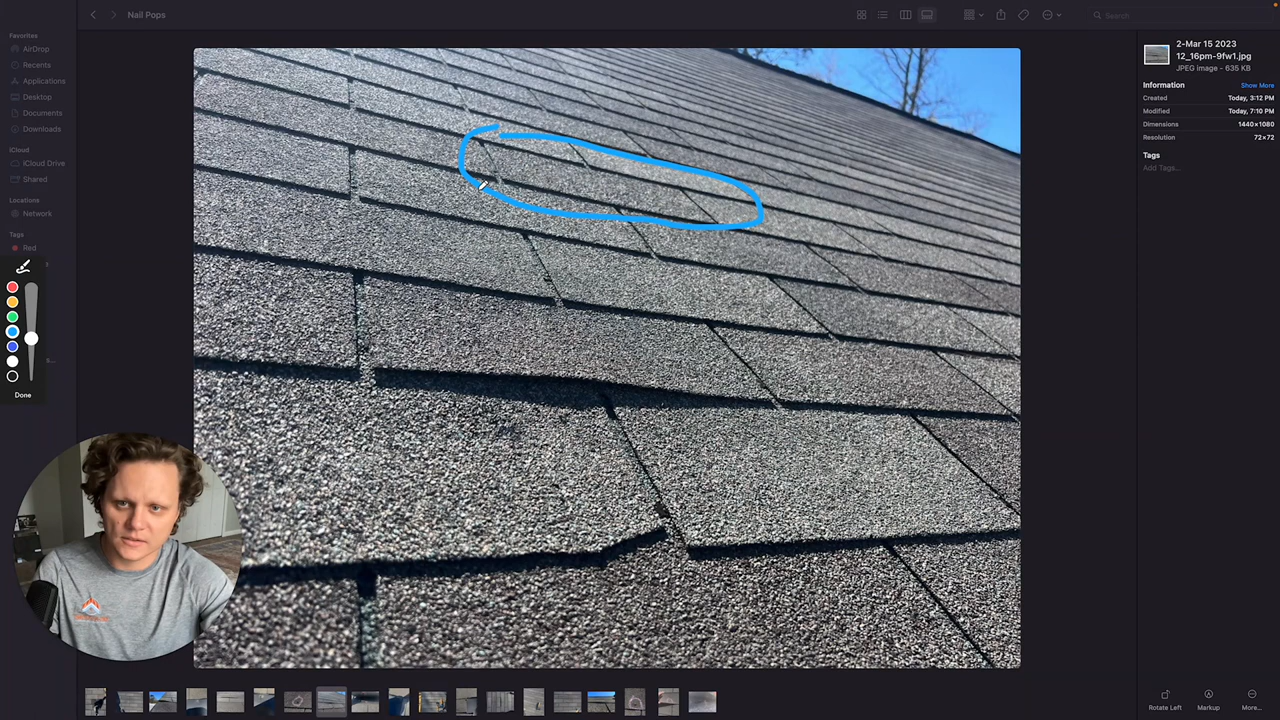 Nail Pops
Search
Favorites
AirDrop
Recents
Applications
Desktop
Documents
Downloads
iCloud
iCloud Drive
Shared
Locations
Network
Tags
Red
Done
2-Mar 15 2023
12_16pm-9fw1.jpg
JPEG image - 635 KB
Information
Show More
Created
Today, 3:12 PM
Modified
Today, 7:10 PM
Dimensions
1440×1080
Resolution
72×72
Tags
Add Tags...
Rotate Left
Markup
More...